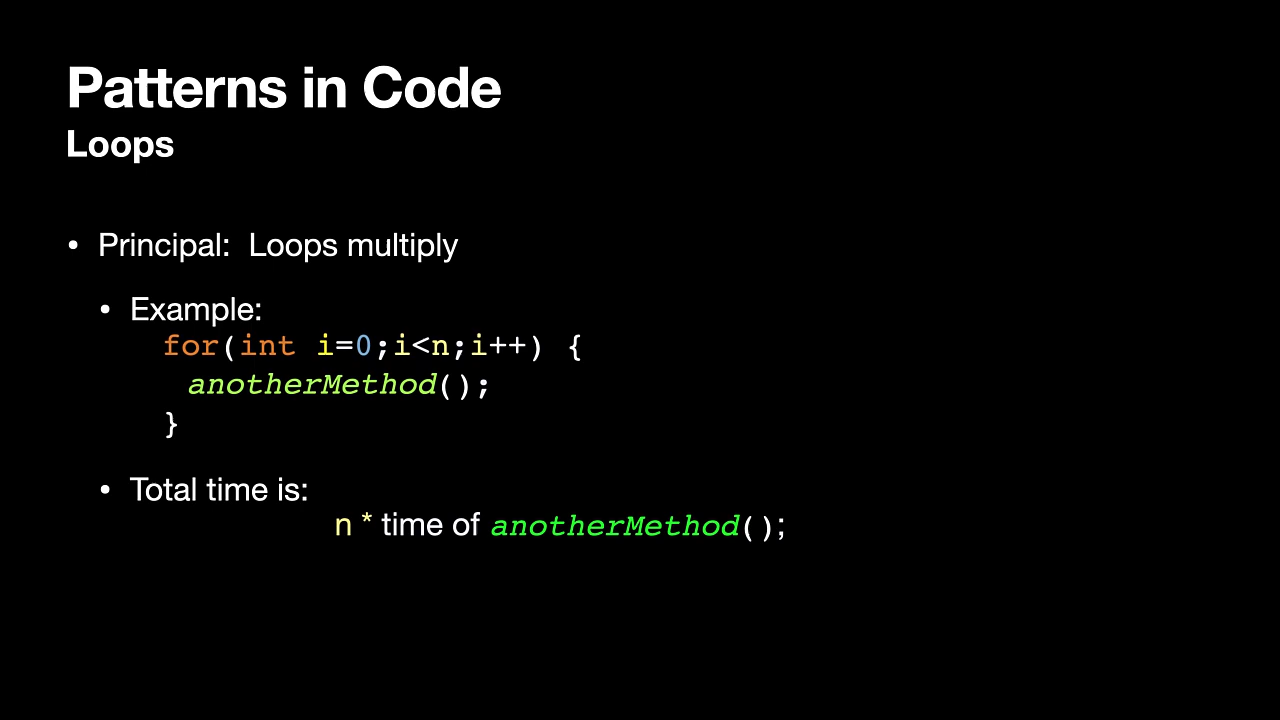 Patterns in Code
Loops
• Principal:  Loops multiply
• Example:
for(int i=0;i<n;i++) {
anotherMethod();
}
• Total time is:
n * time of anotherMethod();